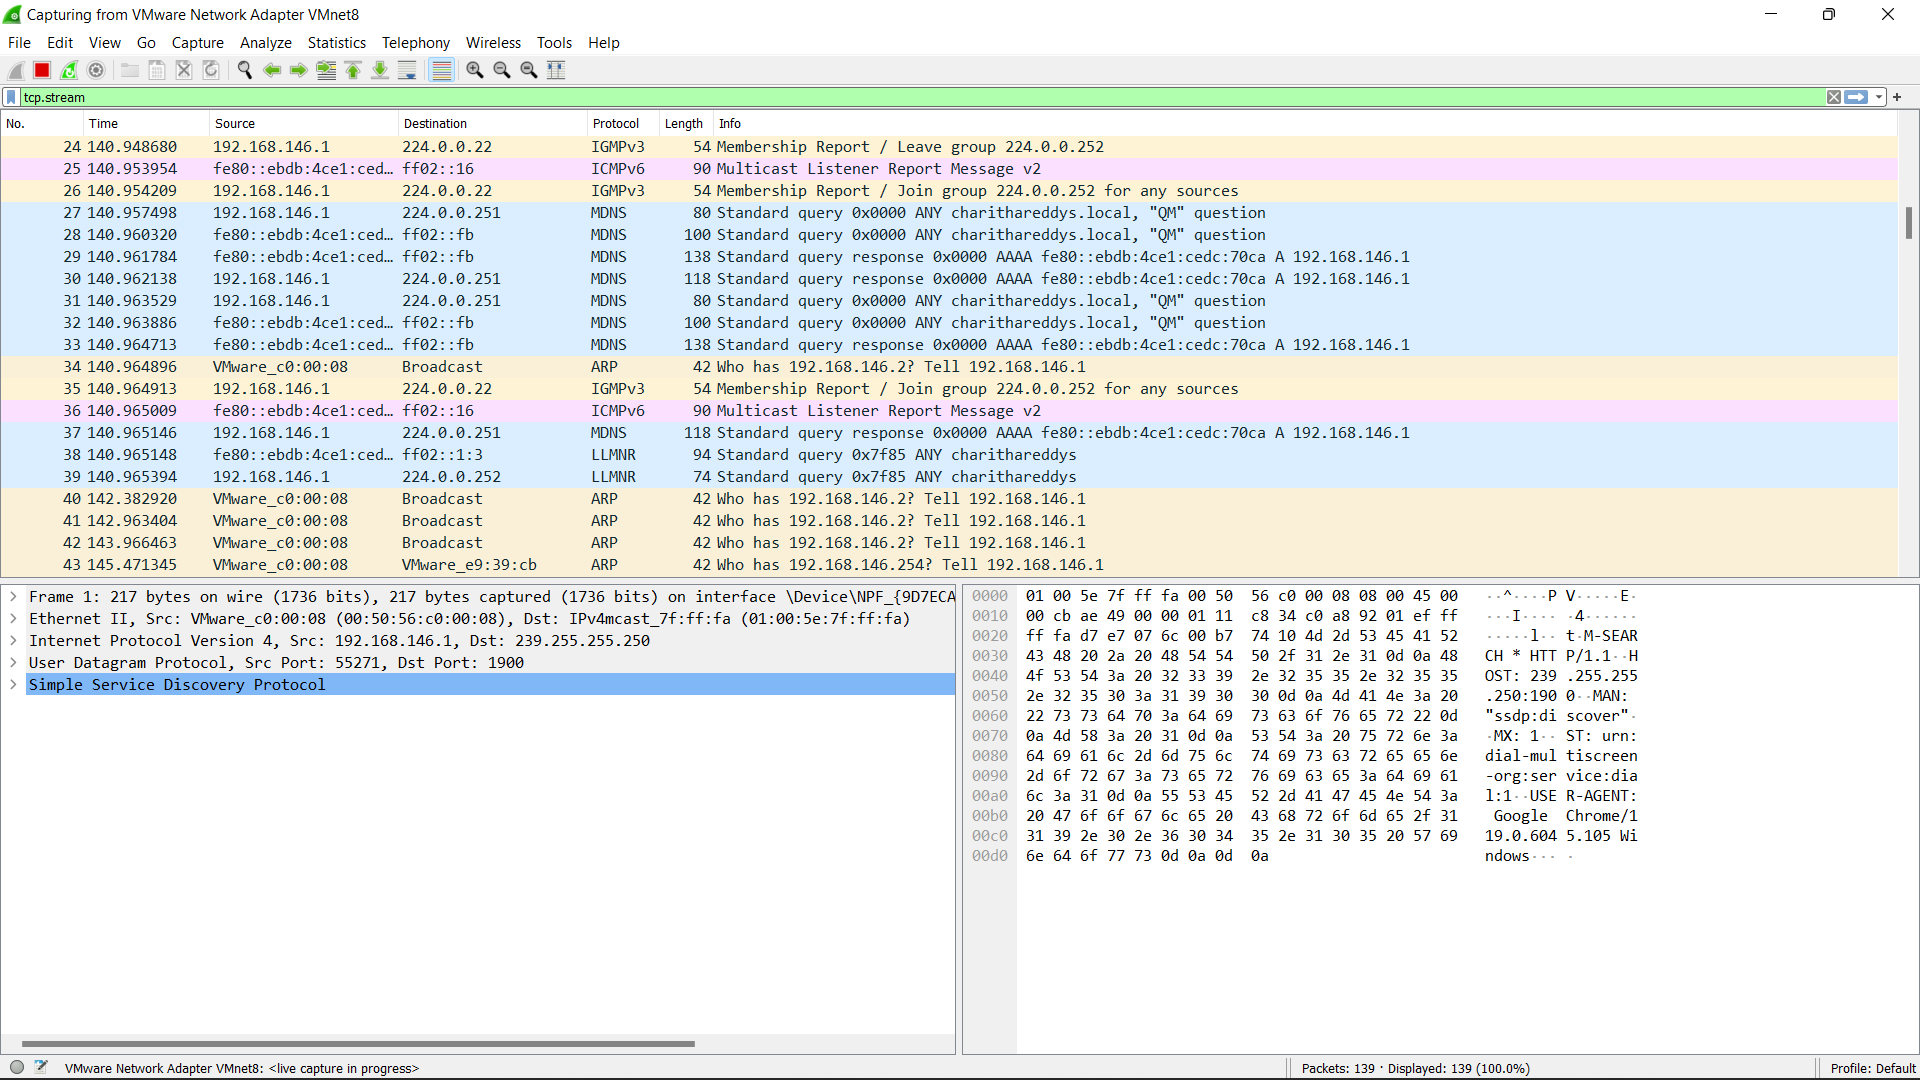 Capturing from VMware Network Adapter VMnet8
File Edit View Go Capture Analyze Statistics Telephony Wireless Tools Help
tcp.stream
No. Time Source Destination Protocol Length Info
24 140.948680 192.168.146.1 224.0.0.22 IGMPv3 54 Membership Report / Leave group 224.0.0.252
25 140.953954 fe80::ebdb:4ce1:ced… ff02::16 ICMPv6 90 Multicast Listener Report Message v2
26 140.954209 192.168.146.1 224.0.0.22 IGMPv3 54 Membership Report / Join group 224.0.0.252 for any sources
27 140.957498 192.168.146.1 224.0.0.251 MDNS 80 Standard query 0x0000 ANY charithareddys.local, "QM" question
28 140.960320 fe80::ebdb:4ce1:ced… ff02::fb MDNS 100 Standard query 0x0000 ANY charithareddys.local, "QM" question
29 140.961784 fe80::ebdb:4ce1:ced… ff02::fb MDNS 138 Standard query response 0x0000 AAAA fe80::ebdb:4ce1:cedc:70ca A 192.168.146.1
30 140.962138 192.168.146.1 224.0.0.251 MDNS 118 Standard query response 0x0000 AAAA fe80::ebdb:4ce1:cedc:70ca A 192.168.146.1
31 140.963529 192.168.146.1 224.0.0.251 MDNS 80 Standard query 0x0000 ANY charithareddys.local, "QM" question
32 140.963886 fe80::ebdb:4ce1:ced… ff02::fb MDNS 100 Standard query 0x0000 ANY charithareddys.local, "QM" question
33 140.964713 fe80::ebdb:4ce1:ced… ff02::fb MDNS 138 Standard query response 0x0000 AAAA fe80::ebdb:4ce1:cedc:70ca A 192.168.146.1
34 140.964896 VMware_c0:00:08 Broadcast ARP 42 Who has 192.168.146.2? Tell 192.168.146.1
35 140.964913 192.168.146.1 224.0.0.22 IGMPv3 54 Membership Report / Join group 224.0.0.252 for any sources
36 140.965009 fe80::ebdb:4ce1:ced… ff02::16 ICMPv6 90 Multicast Listener Report Message v2
37 140.965146 192.168.146.1 224.0.0.251 MDNS 118 Standard query response 0x0000 AAAA fe80::ebdb:4ce1:cedc:70ca A 192.168.146.1
38 140.965148 fe80::ebdb:4ce1:ced… ff02::1:3 LLMNR 94 Standard query 0x7f85 ANY charithareddys
39 140.965394 192.168.146.1 224.0.0.252 LLMNR 74 Standard query 0x7f85 ANY charithareddys
40 142.382920 VMware_c0:00:08 Broadcast ARP 42 Who has 192.168.146.2? Tell 192.168.146.1
41 142.963404 VMware_c0:00:08 Broadcast ARP 42 Who has 192.168.146.2? Tell 192.168.146.1
42 143.966463 VMware_c0:00:08 Broadcast ARP 42 Who has 192.168.146.2? Tell 192.168.146.1
43 145.471345 VMware_c0:00:08 VMware_e9:39:cb ARP 42 Who has 192.168.146.254? Tell 192.168.146.1
Frame 1: 217 bytes on wire (1736 bits), 217 bytes captured (1736 bits) on interface \Device\NPF_{9D7ECA
Ethernet II, Src: VMware_c0:00:08 (00:50:56:c0:00:08), Dst: IPv4mcast_7f:ff:fa (01:00:5e:7f:ff:fa)
Internet Protocol Version 4, Src: 192.168.146.1, Dst: 239.255.255.250
User Datagram Protocol, Src Port: 55271, Dst Port: 1900
Simple Service Discovery Protocol
0000 01 00 5e 7f ff fa 00 50 56 c0 00 08 08 00 45 00 ··^····P V·····E·
0010 00 cb ae 49 00 00 01 11 c8 34 c0 a8 92 01 ef ff ···I···· ·4······
0020 ff fa d7 e7 07 6c 00 b7 74 10 4d 2d 53 45 41 52 ·····l·· t·M-SEAR
0030 43 48 20 2a 20 48 54 54 50 2f 31 2e 31 0d 0a 48 CH * HTT P/1.1··H
0040 4f 53 54 3a 20 32 33 39 2e 32 35 35 2e 32 35 35 OST: 239 .255.255
0050 2e 32 35 30 3a 31 39 30 30 0d 0a 4d 41 4e 3a 20 .250:190 0··MAN:
0060 22 73 73 64 70 3a 64 69 73 63 6f 76 65 72 22 0d "ssdp:di scover"·
0070 0a 4d 58 3a 20 31 0d 0a 53 54 3a 20 75 72 6e 3a ·MX: 1·· ST: urn:
0080 64 69 61 6c 2d 6d 75 6c 74 69 73 63 72 65 65 6e dial-mul tiscreen
0090 2d 6f 72 67 3a 73 65 72 76 69 63 65 3a 64 69 61 -org:ser vice:dia
00a0 6c 3a 31 0d 0a 55 53 45 52 2d 41 47 45 4e 54 3a l:1··USE R-AGENT:
00b0 20 47 6f 6f 67 6c 65 20 43 68 72 6f 6d 65 2f 31 Google Chrome/1
00c0 31 39 2e 30 2e 36 30 34 35 2e 31 30 35 20 57 69 19.0.604 5.105 Wi
00d0 6e 64 6f 77 73 0d 0a 0d 0a ndows··· ·
VMware Network Adapter VMnet8: <live capture in progress>
Packets: 139 · Displayed: 139 (100.0%)
Profile: Default